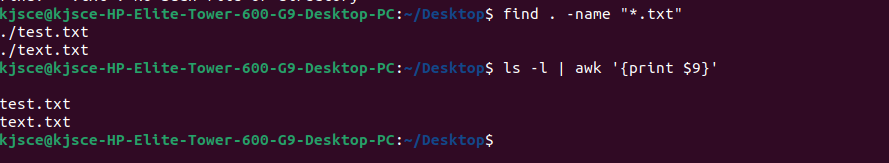 kjsce@kjsce-HP-Elite-Tower-600-G9-Desktop-PC:~/Desktop$ find . -name "*.txt"
./test.txt
./text.txt
kjsce@kjsce-HP-Elite-Tower-600-G9-Desktop-PC:~/Desktop$ ls -l | awk '{print $9}'

test.txt
text.txt
kjsce@kjsce-HP-Elite-Tower-600-G9-Desktop-PC:~/Desktop$